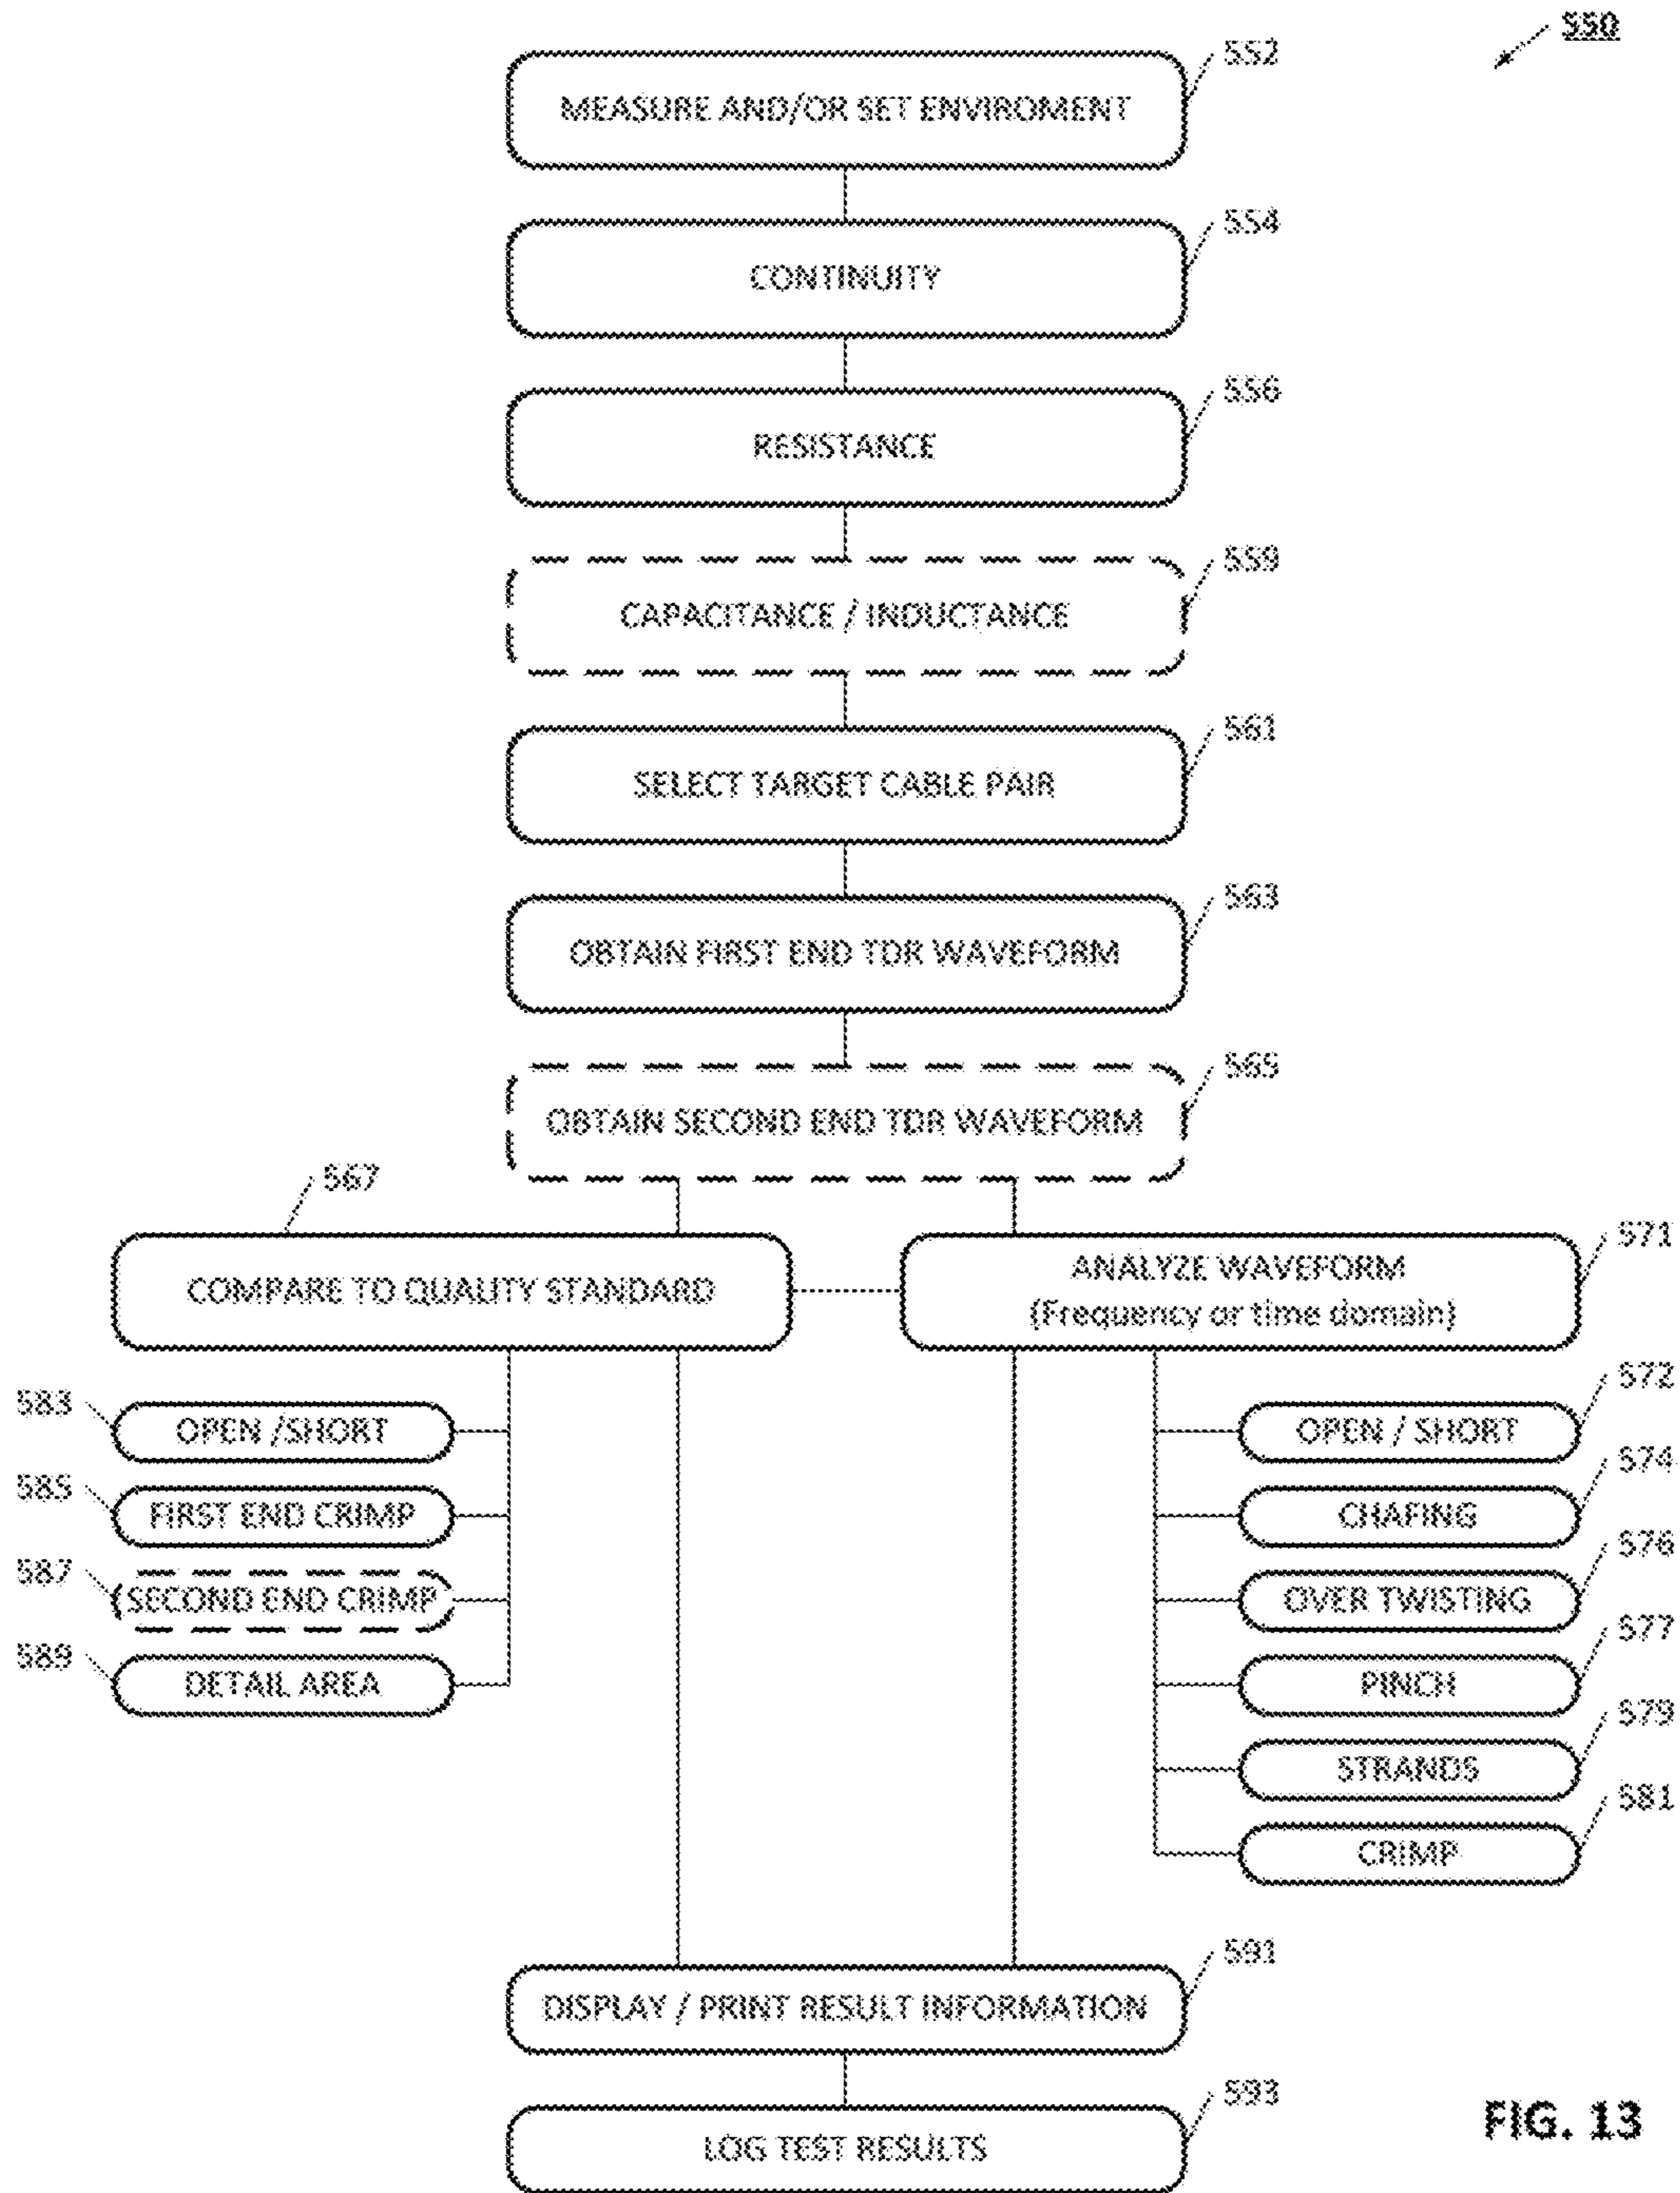 550
552
MEASURE AND/OR SET ENVIROMENT
554
CONTINUITY
556
RESISTANCE
559
CAPACITANCE / INDUCTANCE
561
SELECT TARGET CABLE PAIR
563
OBTAIN FIRST END TDR WAVEFORM
565
OBTAIN SECOND END TDR WAVEFORM
567
COMPARE TO QUALITY STANDARD
571
ANALYZE WAVEFORM
(Frequency or time domain)
583
OPEN /SHORT
585
FIRST END CRIMP
587
SECOND END CRIMP
589
DETAIL AREA
572
OPEN / SHORT
574
CHAFING
576
OVER TWISTING
577
PINCH
579
STRANDS
581
CRIMP
591
DISPLAY / PRINT RESULT INFORMATION
593
LOG TEST RESULTS
FIG. 13